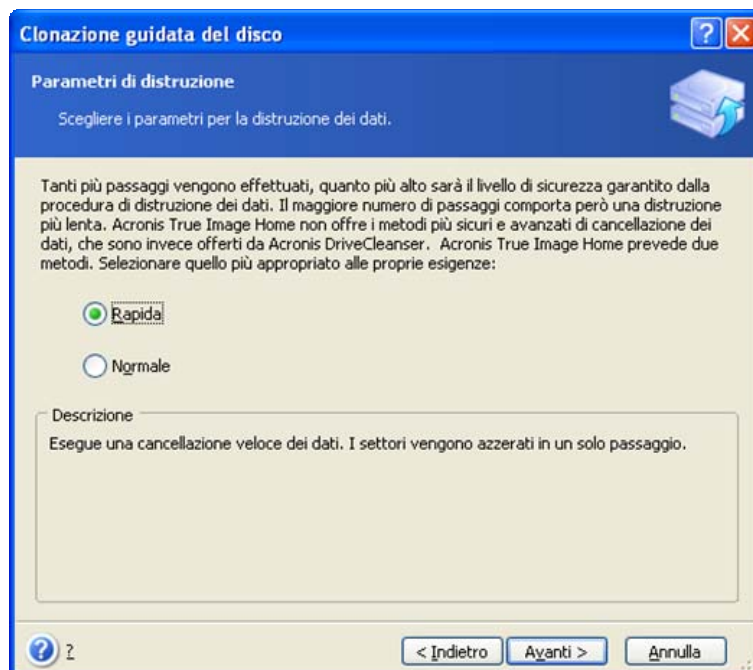 Clonazione guidata del disco
Parametri di distruzione
Scegliere i parametri per la distruzione dei dati.
Tanti più passaggi vengono effettuati, quanto più alto sarà il livello di sicurezza garantito dalla
procedura di distruzione dei dati. Il maggiore numero di passaggi comporta però una distruzione
più lenta. Acronis True Image Home non offre i metodi più sicuri e avanzati di cancellazione dei
dati, che sono invece offerti da Acronis DriveCleanser. Acronis True Image Home prevede due
metodi. Selezionare quello più appropriato alle proprie esigenze:
Rapida
Normale
Descrizione
Esegue una cancellazione veloce dei dati. I settori vengono azzerati in un solo passaggio.
? < Indietro Avanti > Annulla